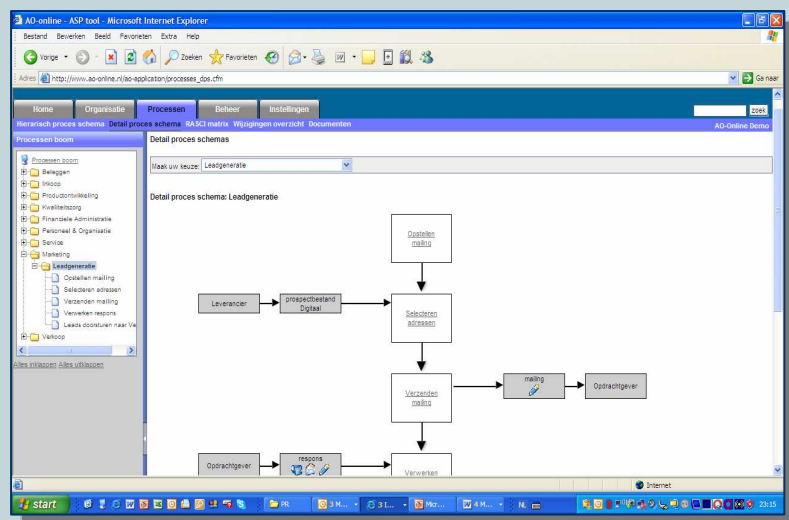 AO-online - ASP tool - Microsoft Internet Explorer
Bestand Bewerken Beeld Favorieten Extra Help
Vorige Zoeken Favorieten
Adres http://www.ao-online.nl/ao-application/processes_dps.cfm Ga naar
Home Organisatie Processen Beheer Instellingen
zoek
Hierarisch proces schema Detail proces schema RASCI matrix Wijzigingen overzicht Documenten AO-Online Demo
Processen boom
Detail proces schemas
Processen boom
Maak uw keuze: Leadgeneratie
Beleggen
Inkoop
Productontwikkeling
Kwaliteitszorg
Detail proces schema: Leadgeneratie
Financiele Administratie
Personeel & Organisatie
Service
Marketing
Leadgeneratie
Opstellen mailing
Selecteren adressen
Verzenden mailing
Verwerken respons
Leads doorsturen naar Ve
Verkoop
Alles inklappen Alles uitklappen
Opstellen
mailing
Leverancier
prospectbestand
Digitaal
Selecteren
adressen
Verzenden
mailing
mailing
Opdrachtgever
Opdrachtgever
respons
Verwerken
Internet
start
PR
3 M...
3 I...
Micr...
4 M...
NL
23:15